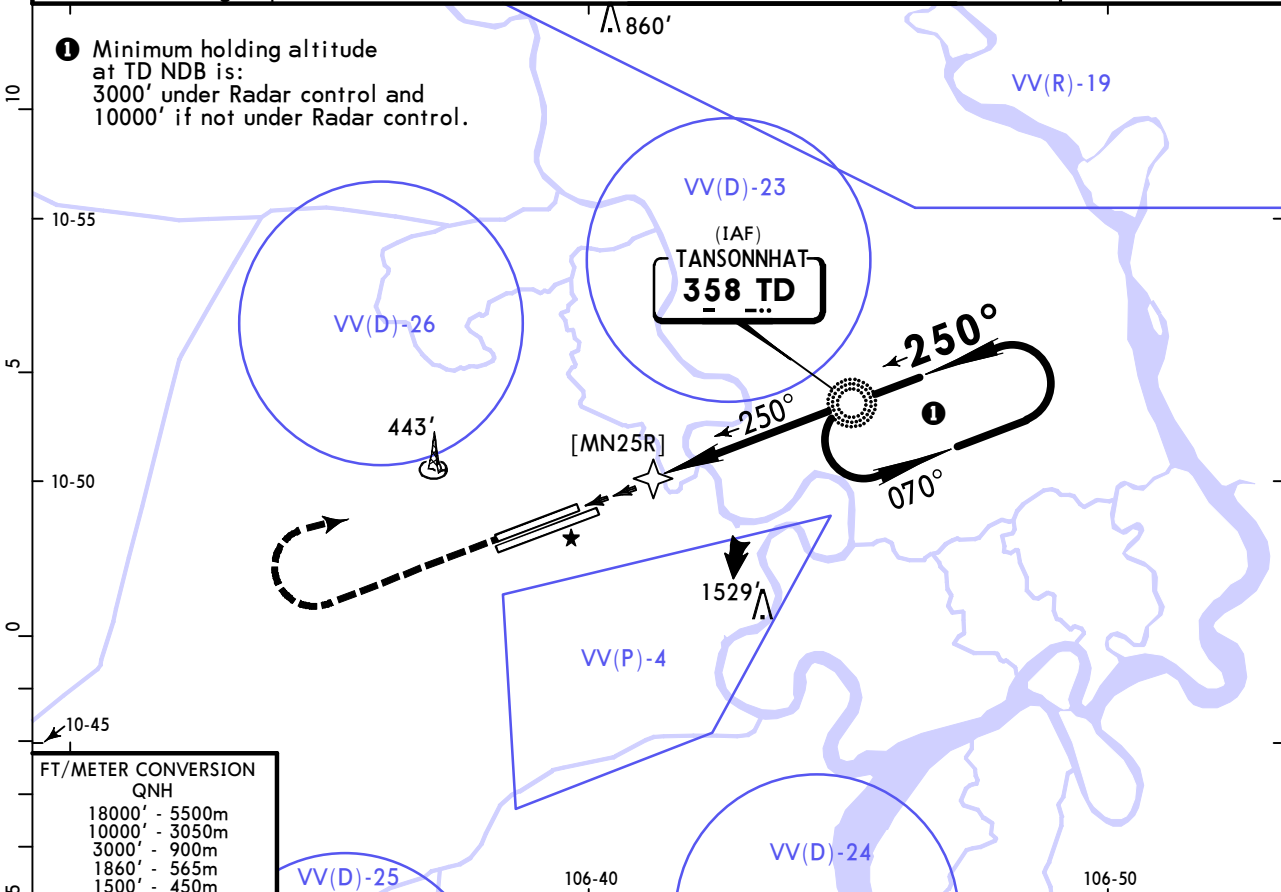 860'
❶ Minimum holding altitude
at TD NDB is:
3000' under Radar control and
10000' if not under Radar control.
VV(R)-19
10
10-55
VV(D)-23
(IAF)
TANSONNHAT
358 TD
VV(D)-26
5
250°
250°
❶
443'
[MN25R]
070°
10-50
1529'
0
VV(P)-4
10-45
FT/METER CONVERSION
QNH
18000' - 5500m
10000' - 3050m
3000' - 900m
1860' - 565m
1500' - 450m
VV(D)-24
VV(D)-25
106-40
106-50
5